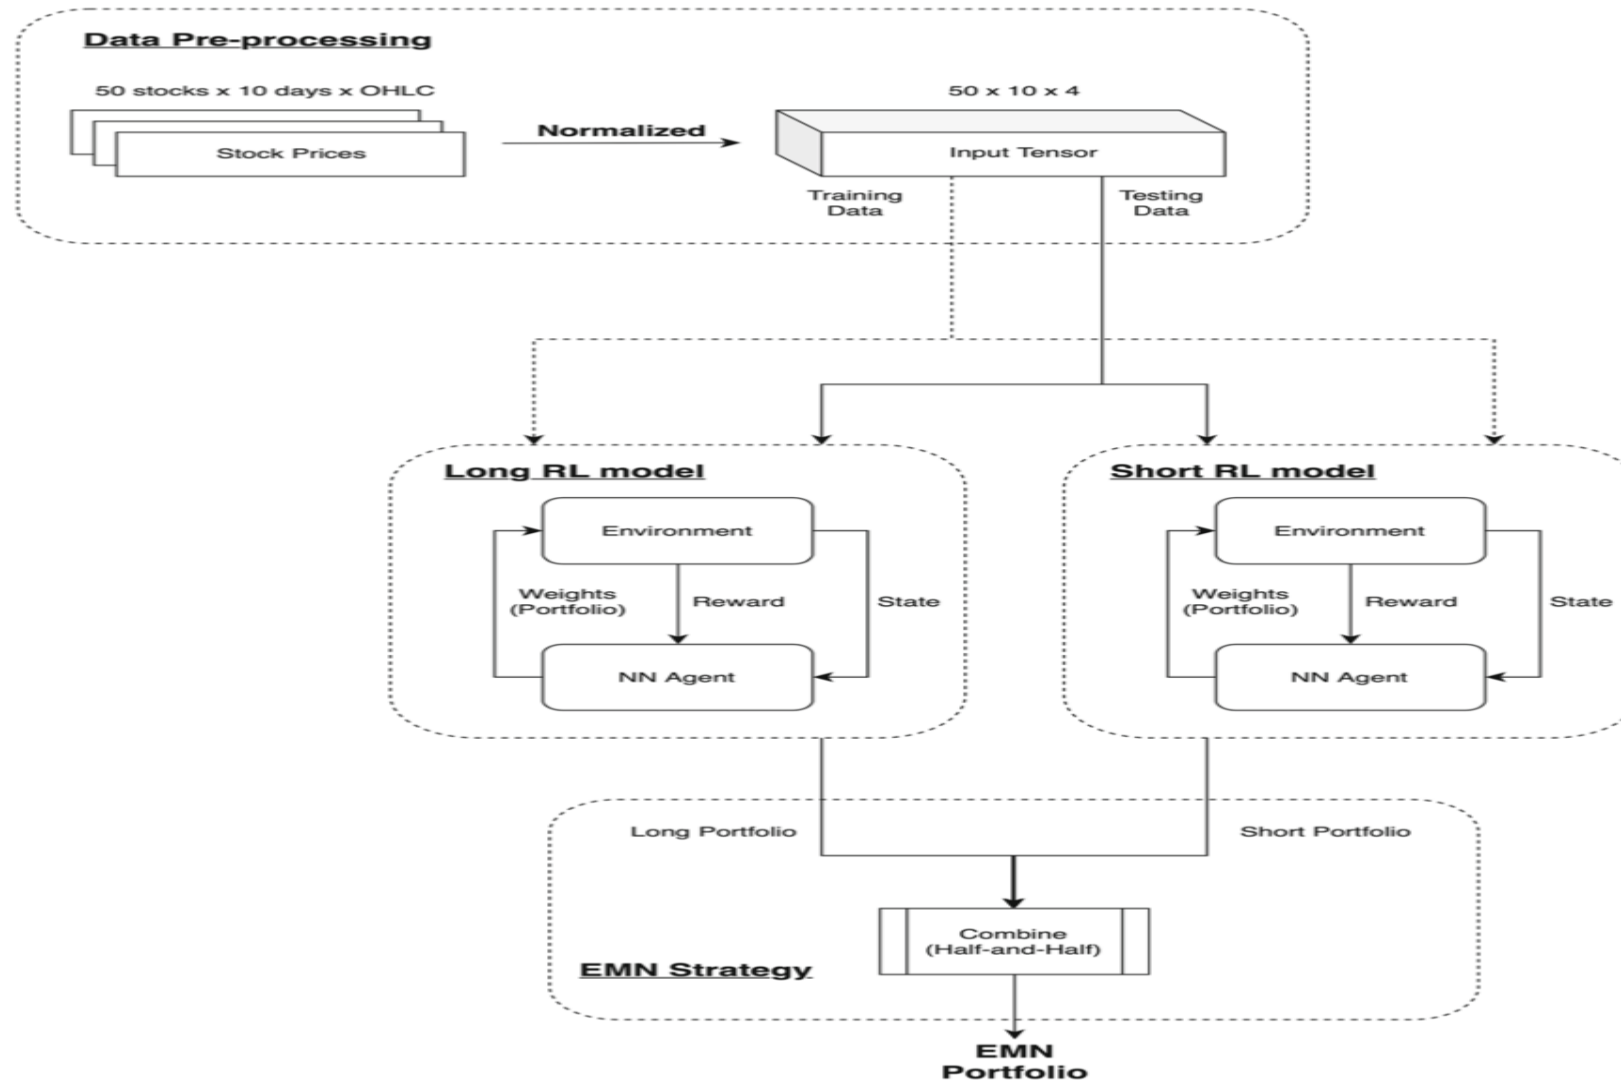 Data Pre-processing
50 stocks x 10 days x OHLC
50 x 10 x 4
Stock Prices
Normalized
Input Tensor
Training
Data
Testing
Data
Long RL model
Environment
Weights
(Portfolio)
Reward
State
NN Agent
Short RL model
Environment
Weights
(Portfolio)
Reward
State
NN Agent
Long Portfolio
Short Portfolio
Combine
(Half-and-Half)
EMN Strategy
EMN
Portfolio